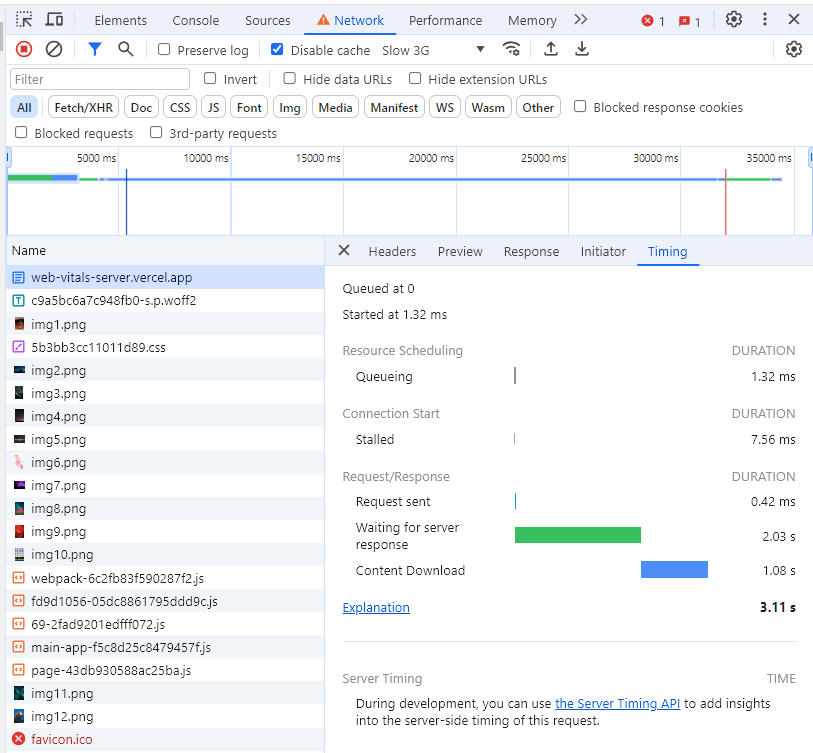 Elements Console Sources Network Performance Memory 1 1
Preserve log Disable cache Slow 3G
Filter Invert Hide data URLs Hide extension URLs
All Fetch/XHR Doc CSS JS Font Img Media Manifest WS Wasm Other Blocked response cookies
Blocked requests 3rd-party requests
5000 ms 10000 ms 15000 ms 20000 ms 25000 ms 30000 ms 35000 ms
Name
web-vitals-server.vercel.app
c9a5bc6a7c948fb0-s.p.woff2
img1.png
5b3bb3cc11011d89.css
img2.png
img3.png
img4.png
img5.png
img6.png
img7.png
img8.png
img9.png
img10.png
webpack-6c2fb83f590287f2.js
fd9d1056-05dc8861795ddd9c.js
69-2fad9201edfff072.js
main-app-f5c8d25c8479457f.js
page-43db930588ac25ba.js
img11.png
img12.png
favicon.ico
Headers Preview Response Initiator Timing
Queued at 0
Started at 1.32 ms
Resource Scheduling DURATION
Queueing 1.32 ms
Connection Start DURATION
Stalled 7.56 ms
Request/Response DURATION
Request sent 0.42 ms
Waiting for server
response 2.03 s
Content Download 1.08 s
Explanation 3.11 s
Server Timing TIME
During development, you can use the Server Timing API to add insights
into the server-side timing of this request.